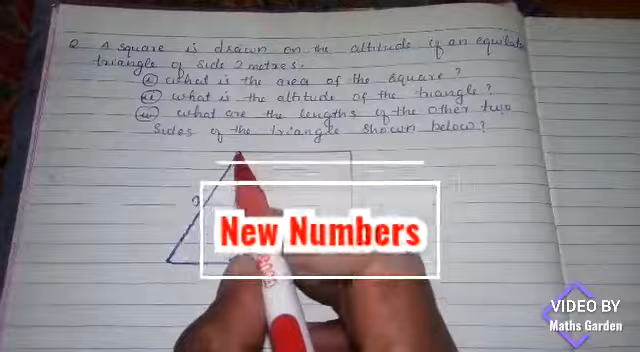 Q A square is drawn on the altitude of an equilate
triangle of side 2 metres.
(i) What is the area of the square?
(ii) What is the altitude of the triangle?
(iii) What are the lengths of the other two
sides of the triangle shown below?
2
New Numbers
VIDEO BY
Maths Garden